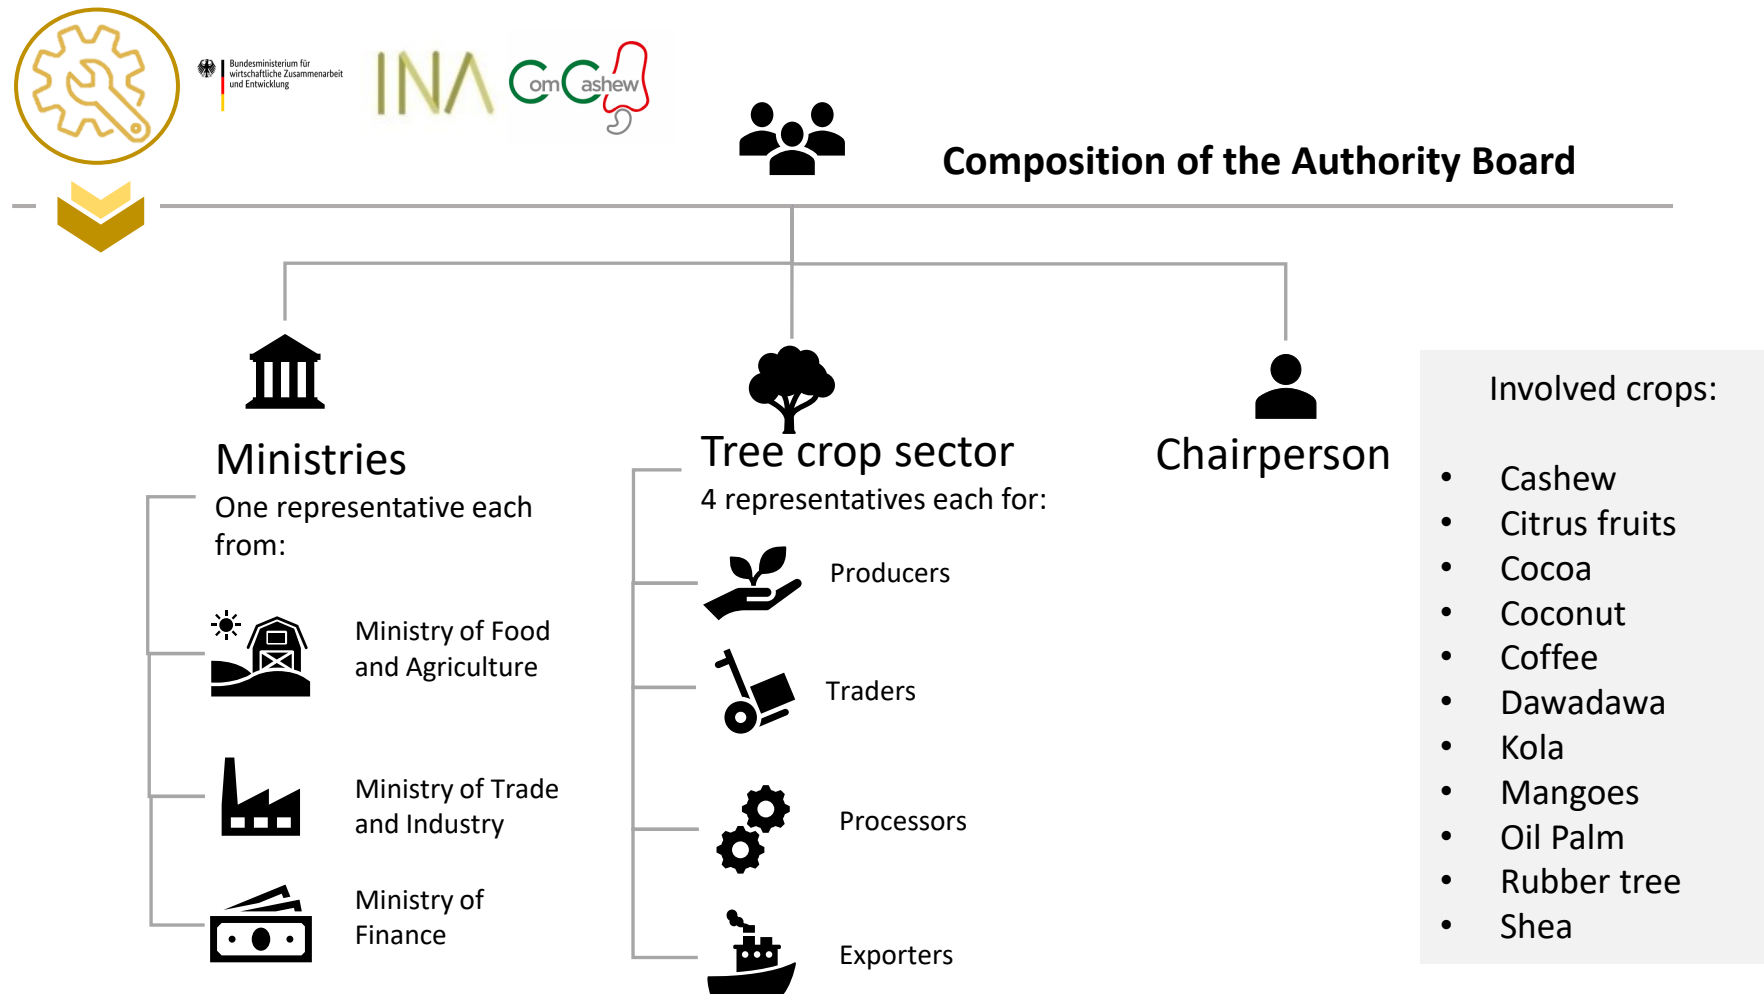 Bundesministerium für
wirtschaftliche Zusammenarbeit
und Entwicklung
INA
ComCashew
Composition of the Authority Board
Ministries
One representative each
from:
Ministry of Food
and Agriculture
Ministry of Trade
and Industry
Ministry of
Finance
Tree crop sector
4 representatives each for:
Producers
Traders
Processors
Exporters
Chairperson
Involved crops:
• Cashew
• Citrus fruits
• Cocoa
• Coconut
• Coffee
• Dawadawa
• Kola
• Mangoes
• Oil Palm
• Rubber tree
• Shea